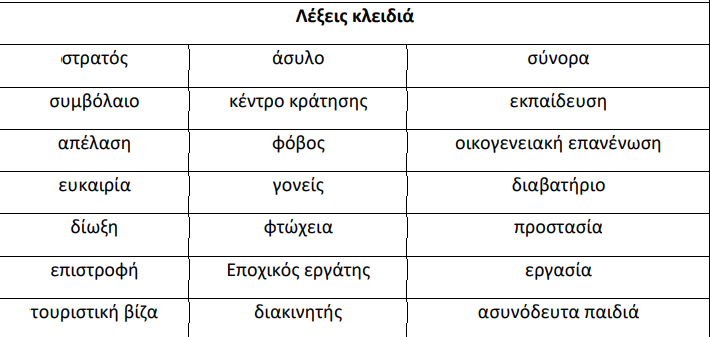 Λέξεις κλειδιά
στρατός άσυλο σύνορα
συμβόλαιο κέντρο κράτησης εκπαίδευση
απέλαση φόβος οικογενειακή επανένωση
ευκαιρία γονείς διαβατήριο
δίωξη φτώχεια προστασία
επιστροφή Εποχικός εργάτης εργασία
τουριστική βίζα διακινητής ασυνόδευτα παιδιά